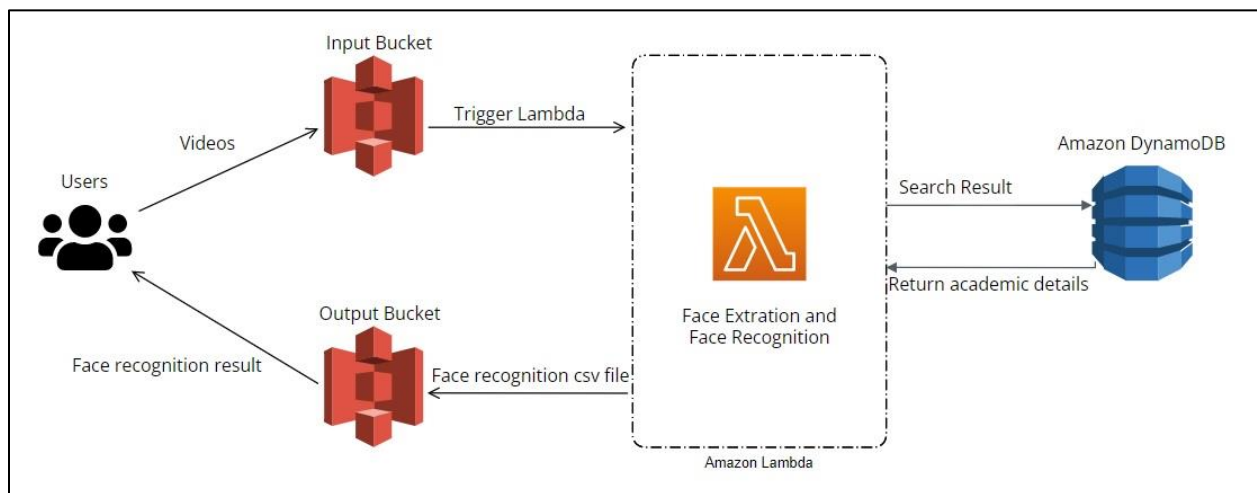 Input Bucket
Trigger Lambda
Videos
Users
Amazon DynamoDB
Search Result
Return academic details
Face Extration and
Face Recognition
Output Bucket
Face recognition result
Face recognition csv file
Amazon Lambda